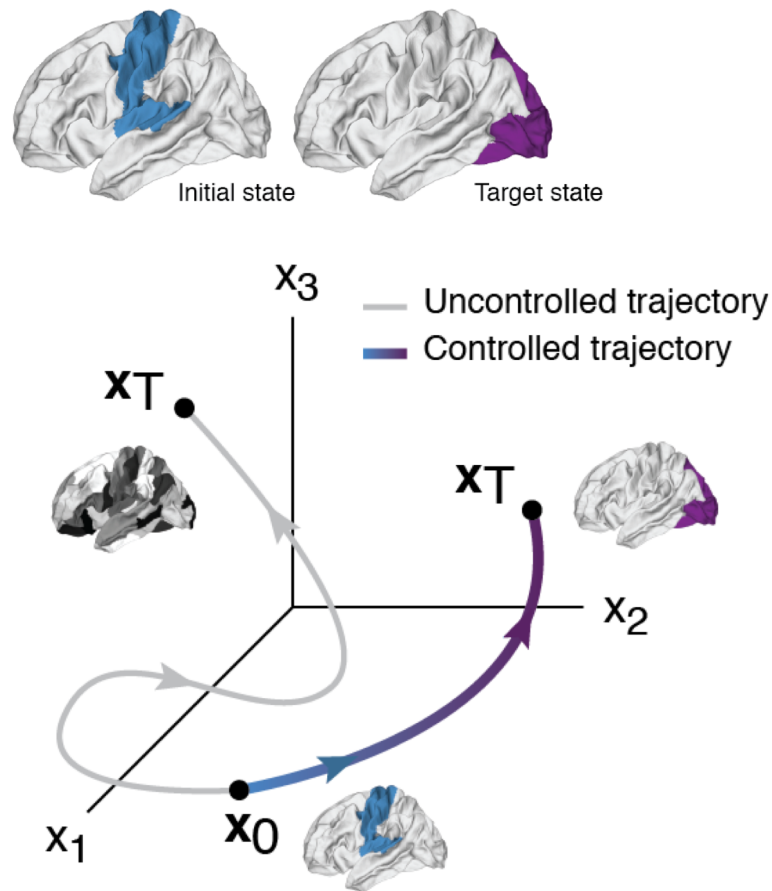 Initial state
Target state
x3
Uncontrolled trajectory
Controlled trajectory
xT
xT
x2
x1
x0